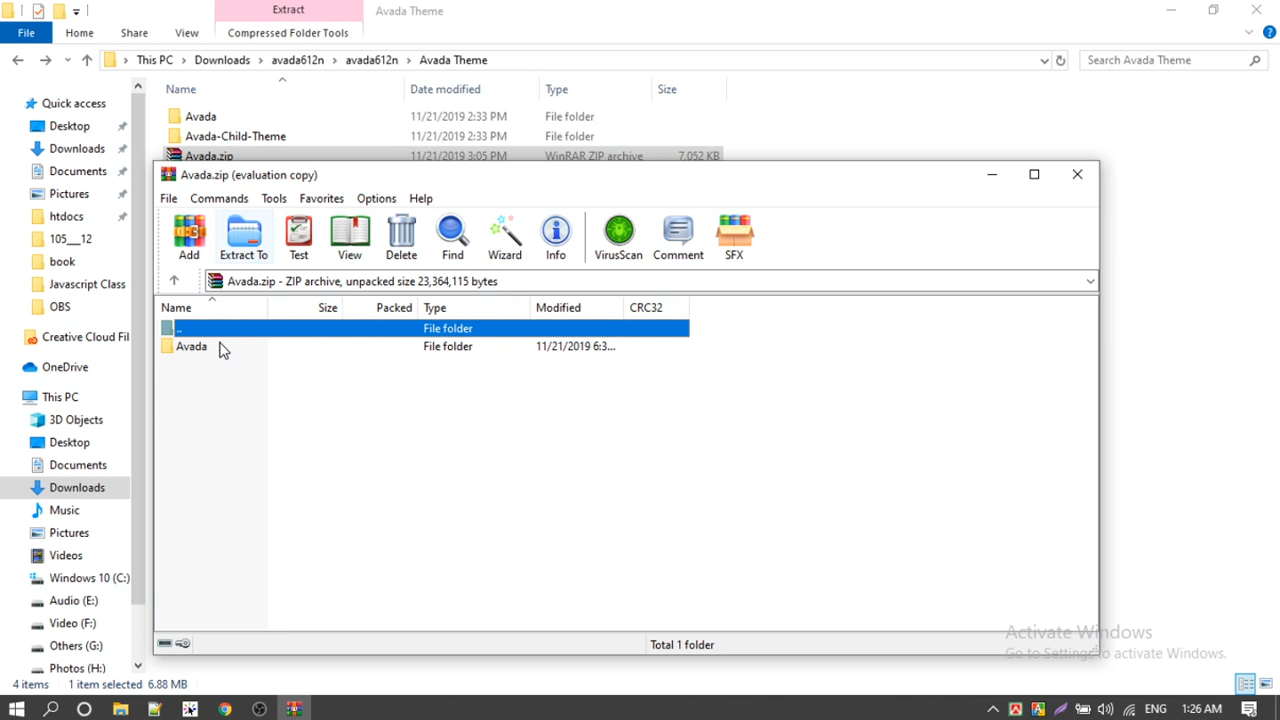 Extract
Avada Theme
File
Home
Share
View
Compressed Folder Tools
This PC > Downloads > avada612n > avada612n > Avada Theme
Search Avada Theme
Name
Date modified
Type
Size
Avada
11/21/2019 2:33 PM
File folder
Avada-Child-Theme
11/21/2019 2:33 PM
File folder
Avada.zip
11/21/2019 3:05 PM
WinRAR ZIP archive
7,052 KB
Quick access
Desktop
Downloads
Documents
Pictures
htdocs
105__12
book
Javascript Class
OBS
Creative Cloud Fil
OneDrive
This PC
3D Objects
Desktop
Documents
Downloads
Music
Pictures
Videos
Windows 10 (C:)
Audio (E:)
Video (F:)
Others (G:)
Photos (H:)
Avada.zip (evaluation copy)
File
Commands
Tools
Favorites
Options
Help
Add
Extract To
Test
View
Delete
Find
Wizard
Info
VirusScan
Comment
SFX
Avada.zip - ZIP archive, unpacked size 23,364,115 bytes
Name
Size
Packed
Type
Modified
CRC32
..
File folder
Avada
File folder
11/21/2019 6:3...
Total 1 folder
Activate Windows
Go to Settings to activate Windows.
4 items
1 item selected 6.88 MB
ENG
1:26 AM